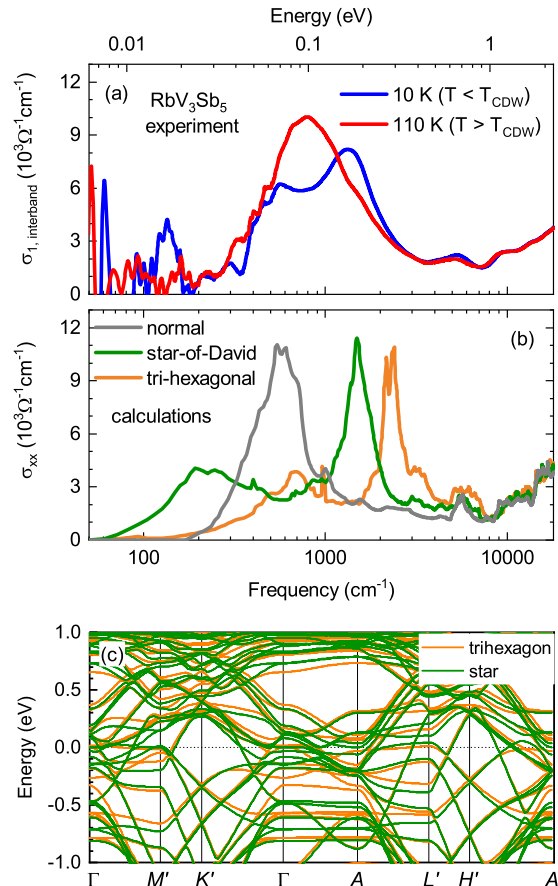 Energy (eV)
0.01 0.1 1
(a) RbV₃Sb₅
experiment
10 K (T < T_CDW)
110 K (T > T_CDW)
σ₁, interband (10³Ω⁻¹cm⁻¹)
12
9
6
3
0
(b)
normal
star-of-David
tri-hexagonal
calculations
σxx (10³Ω⁻¹cm⁻¹)
12
9
6
3
0
100 1000 10000
Frequency (cm⁻¹)
(c)
trihexagon
star
Energy (eV)
1.0
0.5
0.0
-0.5
-1.0
Γ M′ K′ Γ A L′ H′ A